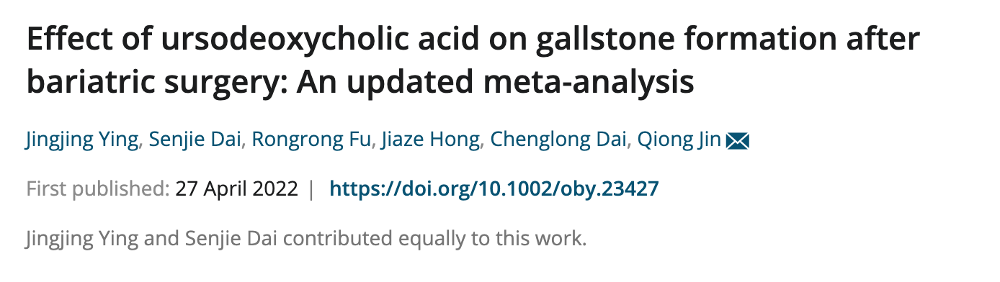 Effect of ursodeoxycholic acid on gallstone formation after
bariatric surgery: An updated meta-analysis
Jingjing Ying, Senjie Dai, Rongrong Fu, Jiaze Hong, Chenglong Dai, Qiong Jin
First published: 27 April 2022 | https://doi.org/10.1002/oby.23427
Jingjing Ying and Senjie Dai contributed equally to this work.